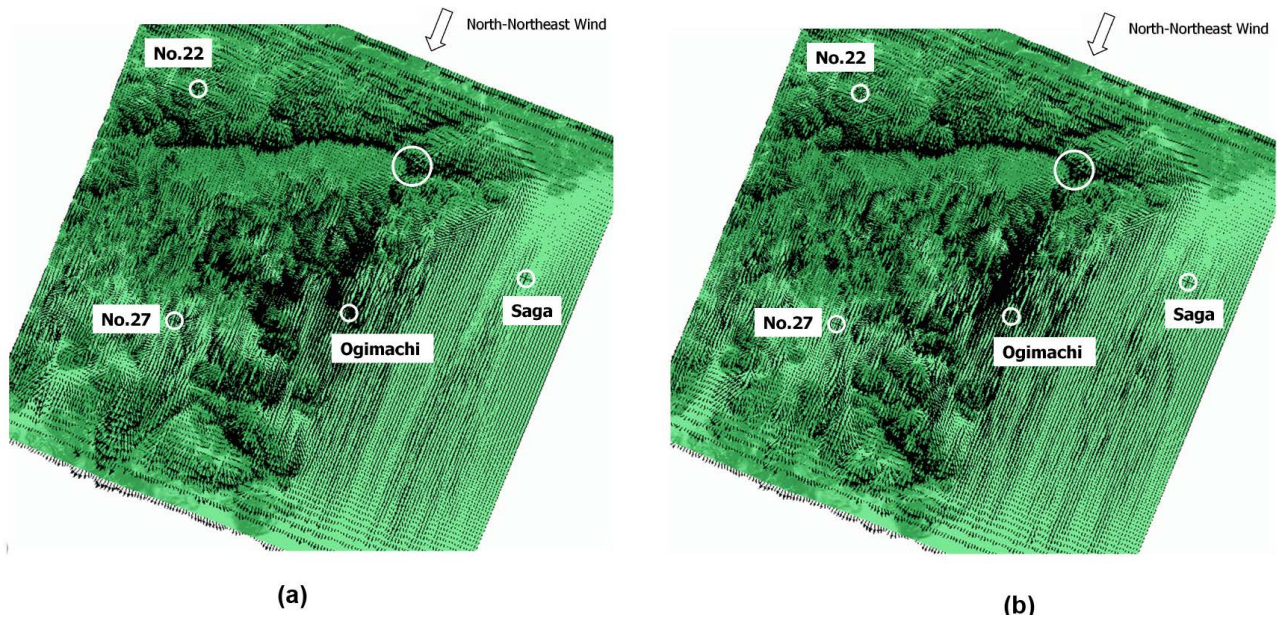 North-Northeast Wind
No.22
No.27
Ogimachi
Saga
(a)
North-Northeast Wind
No.22
No.27
Ogimachi
Saga
(b)